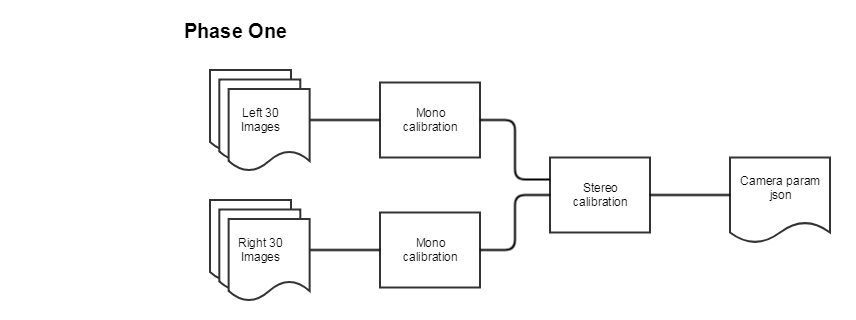 Phase One
Left 30
Images
Mono
calibration
Right 30
Images
Mono
calibration
Stereo
calibration
Camera param
json